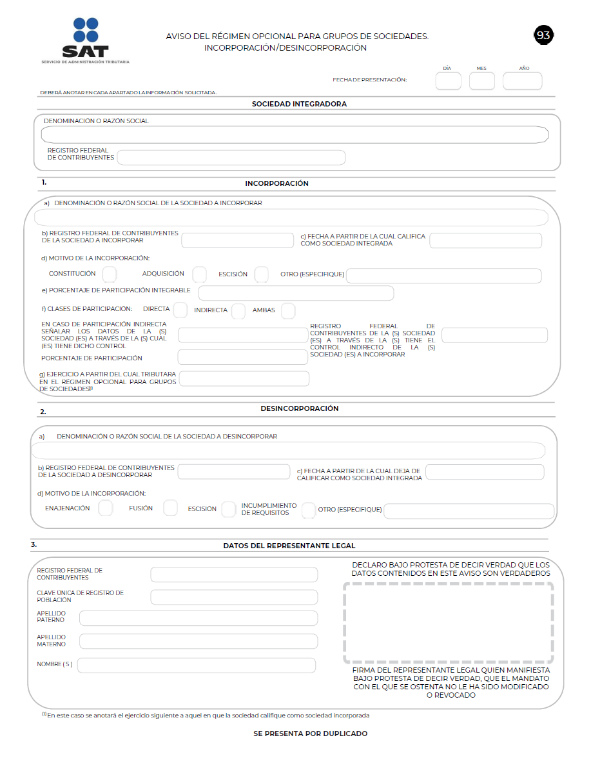 SAT
SERVICIO DE ADMINISTRACIÓN TRIBUTARIA
AVISO DEL RÉGIMEN OPCIONAL PARA GRUPOS DE SOCIEDADES.
INCORPORACIÓN/DESINCORPORACIÓN
93
FECHA DE PRESENTACIÓN:
DÍA MES AÑO
DEBERÁ ANOTAR EN CADA APARTADO LA INFORMACIÓN SOLICITADA.
SOCIEDAD INTEGRADORA
DENOMINACIÓN O RAZÓN SOCIAL
REGISTRO FEDERAL
DE CONTRIBUYENTES
1. INCORPORACIÓN
a) DENOMINACIÓN O RAZÓN SOCIAL DE LA SOCIEDAD A INCORPORAR
b) REGISTRO FEDERAL DE CONTRIBUYENTES
DE LA SOCIEDAD A INCORPORAR
c) FECHA A PARTIR DE LA CUAL CALIFICA
COMO SOCIEDAD INTEGRADA
d) MOTIVO DE LA INCORPORACIÓN:
CONSTITUCIÓN ADQUISICIÓN ESCISIÓN OTRO (ESPECIFIQUE)
e) PORCENTAJE DE PARTICIPACIÓN INTEGRABLE
f) CLASES DE PARTICIPACIÓN: DIRECTA INDIRECTA AMBAS
EN CASO DE PARTICIPACIÓN INDIRECTA
SEÑALAR LOS DATOS DE LA (S)
SOCIEDAD (ES) A TRAVÉS DE LA (S) CUAL
(ES) TIENE DICHO CONTROL
REGISTRO FEDERAL DE
CONTRIBUYENTES DE LA (S) SOCIEDAD
(ES) A TRAVÉS DE LA (S) TIENE EL
CONTROL INDIRECTO DE LA (S)
SOCIEDAD (ES) A INCORPORAR
PORCENTAJE DE PARTICIPACIÓN
g) EJERCICIO A PARTIR DEL CUAL TRIBUTARA
EN EL RÉGIMEN OPCIONAL PARA GRUPOS
DE SOCIEDADES(1)
2. DESINCORPORACIÓN
a) DENOMINACIÓN O RAZÓN SOCIAL DE LA SOCIEDAD A DESINCORPORAR
b) REGISTRO FEDERAL DE CONTRIBUYENTES
DE LA SOCIEDAD A DESINCORPORAR
c) FECHA A PARTIR DE LA CUAL DEJA DE
CALIFICAR COMO SOCIEDAD INTEGRADA
d) MOTIVO DE LA INCORPORACIÓN:
ENAJENACIÓN FUSIÓN ESCISIÓN INCUMPLIMIENTO
DE REQUISITOS OTRO (ESPECIFIQUE)
3. DATOS DEL REPRESENTANTE LEGAL
REGISTRO FEDERAL DE
CONTRIBUYENTES
CLAVE ÚNICA DE REGISTRO DE
POBLACIÓN
APELLIDO
PATERNO
APELLIDO
MATERNO
NOMBRE ( S )
DECLARO BAJO PROTESTA DE DECIR VERDAD QUE LOS
DATOS CONTENIDOS EN ESTE AVISO SON VERDADEROS
FIRMA DEL REPRESENTANTE LEGAL QUIEN MANIFIESTA
BAJO PROTESTA DE DECIR VERDAD, QUE EL MANDATO
CON EL QUE SE OSTENTA NO LE HA SIDO MODIFICADO
O REVOCADO
(1) En este caso se anotará el ejercicio siguiente a aquel en que la sociedad califique como sociedad incorporada
SE PRESENTA POR DUPLICADO